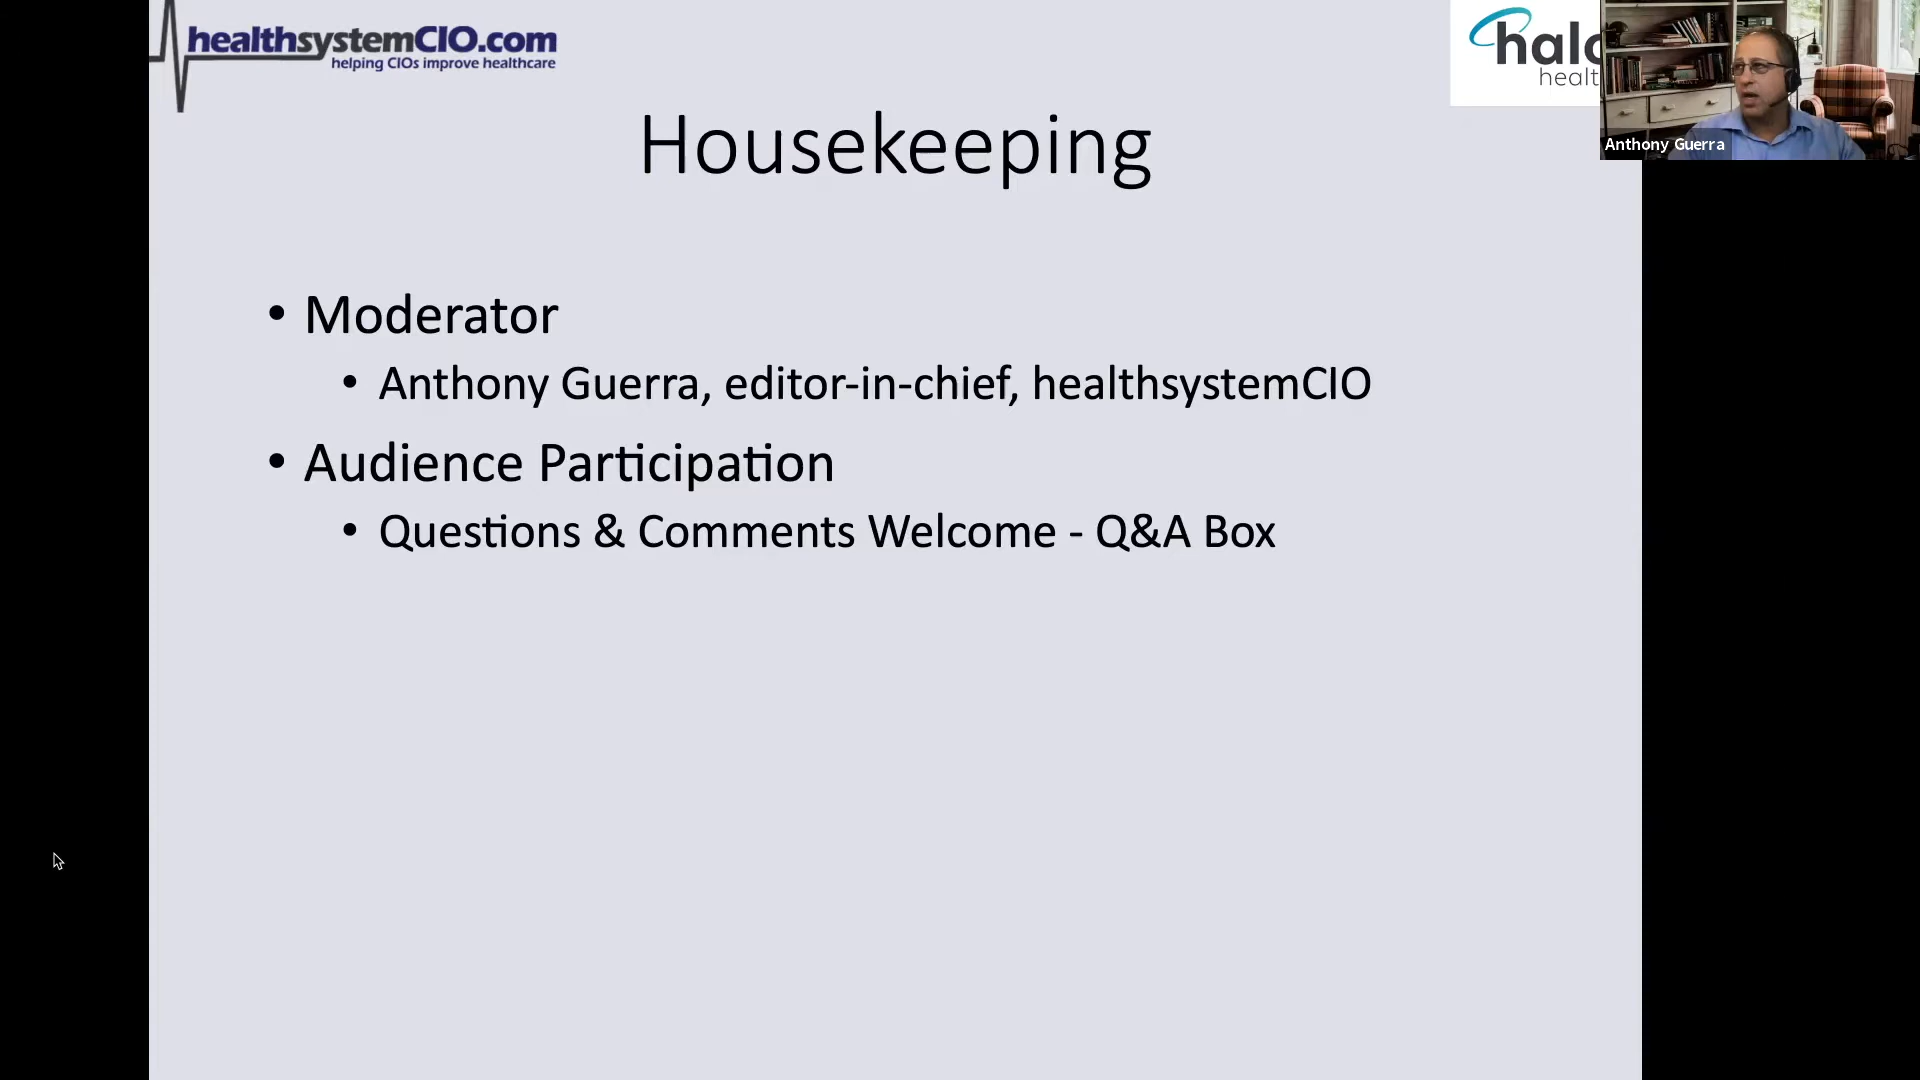 healthsystemCIO.com
helping CIOs improve healthcare
Anthony Guerra
Housekeeping
• Moderator
• Anthony Guerra, editor-in-chief, healthsystemCIO
• Audience Participation
• Questions & Comments Welcome - Q&A Box